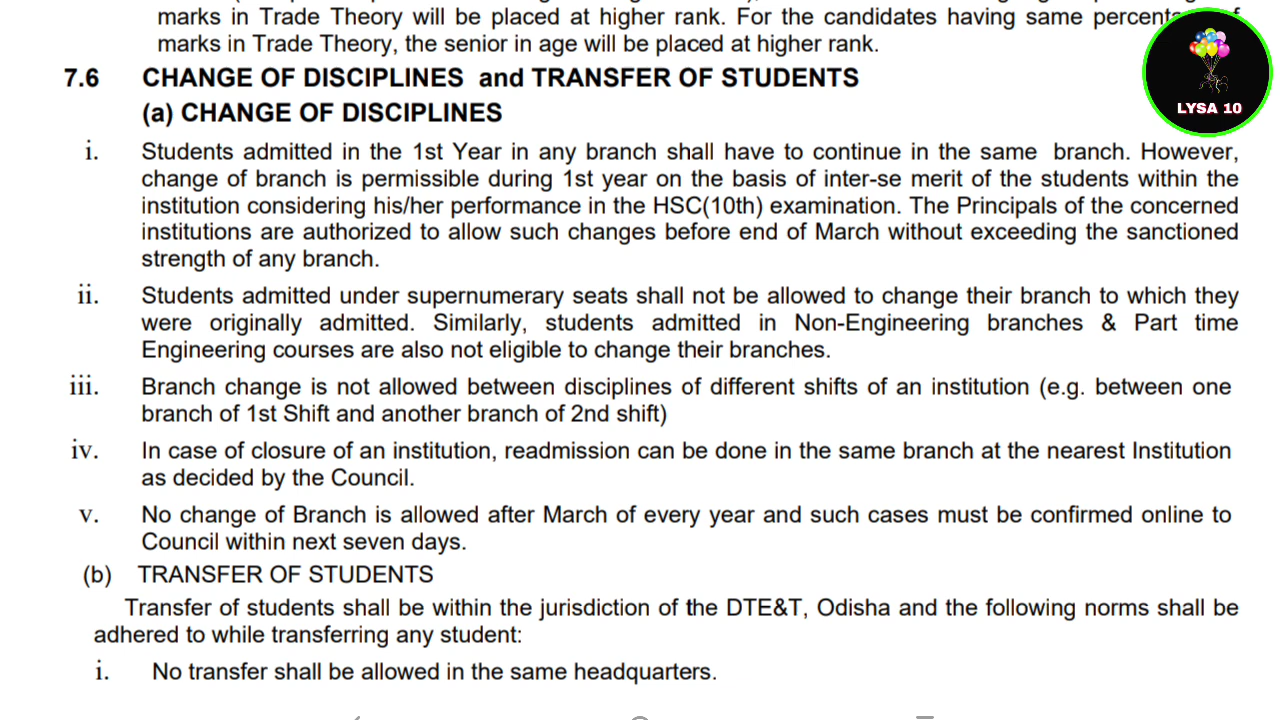 marks in Trade Theory will be placed at higher rank. For the candidates having same
marks in Trade Theory, the senior in age will be placed at higher rank.
7.6 CHANGE OF DISCIPLINES and TRANSFER OF STUDENTS
(a) CHANGE OF DISCIPLINES
i. Students admitted in the 1st Year in any branch shall have to continue in the same branch. However,
change of branch is permissible during 1st year on the basis of inter-se merit of the students within the
institution considering his/her performance in the HSC(10th) examination. The Principals of the concerned
institutions are authorized to allow such changes before end of March without exceeding the sanctioned
strength of any branch.
ii. Students admitted under supernumerary seats shall not be allowed to change their branch to which they
were originally admitted. Similarly, students admitted in Non-Engineering branches & Part time
Engineering courses are also not eligible to change their branches.
iii. Branch change is not allowed between disciplines of different shifts of an institution (e.g. between one
branch of 1st Shift and another branch of 2nd shift)
iv. In case of closure of an institution, readmission can be done in the same branch at the nearest Institution
as decided by the Council.
v. No change of Branch is allowed after March of every year and such cases must be confirmed online to
Council within next seven days.
(b) TRANSFER OF STUDENTS
Transfer of students shall be within the jurisdiction of the DTE&T, Odisha and the following norms shall be
adhered to while transferring any student:
i. No transfer shall be allowed in the same headquarters.
LYSA 10